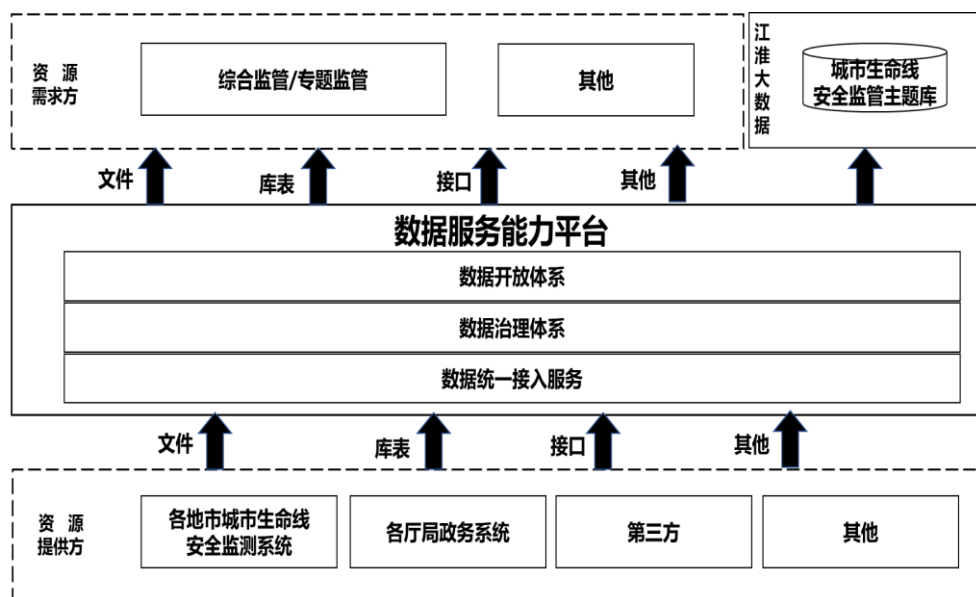 资 源
需求方
综合监管/专题监管
其他
江淮大数据
城市生命线
安全监管主题库
文件
库表
接口
其他
数据服务能力平台
数据开放体系
数据治理体系
数据统一接入服务
文件
库表
接口
其他
资 源
提供方
各地市城市生命线
安全监测系统
各厅局政务系统
第三方
其他